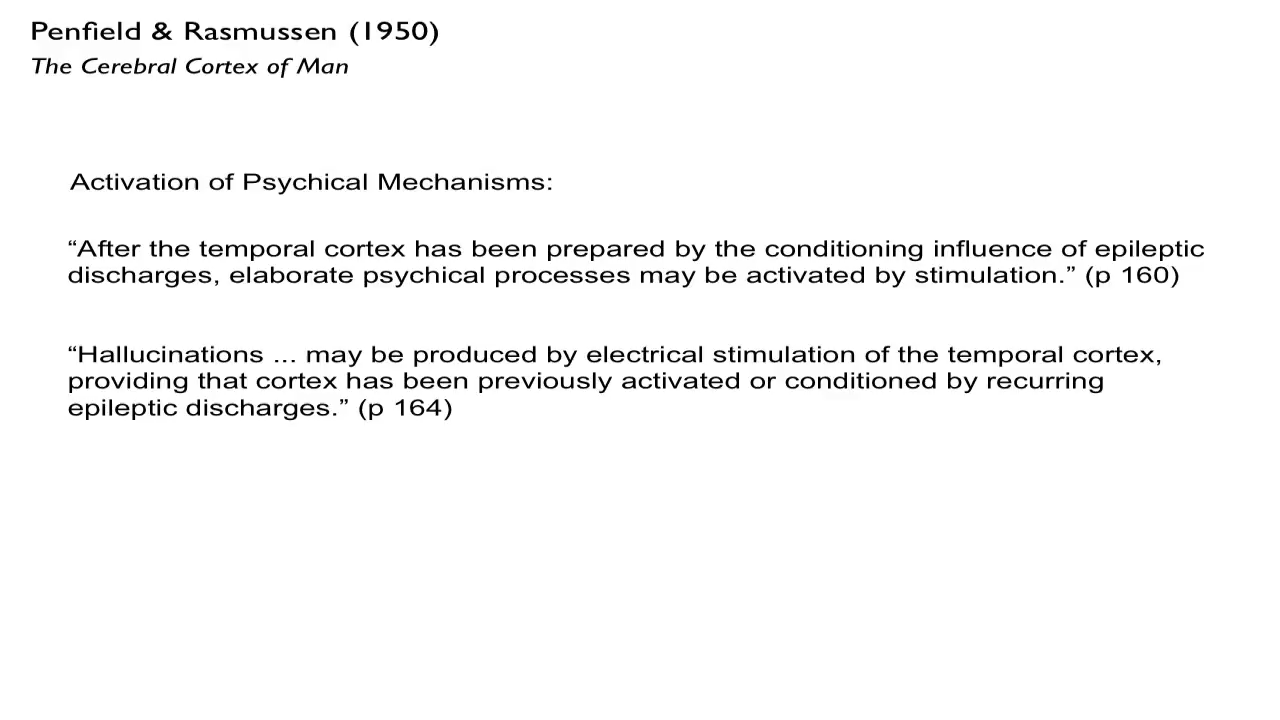 Penfield & Rasmussen (1950)
The Cerebral Cortex of Man
Activation of Psychical Mechanisms:
“After the temporal cortex has been prepared by the conditioning influence of epileptic
discharges, elaborate psychical processes may be activated by stimulation.” (p 160)
“Hallucinations ... may be produced by electrical stimulation of the temporal cortex,
providing that cortex has been previously activated or conditioned by recurring
epileptic discharges.” (p 164)